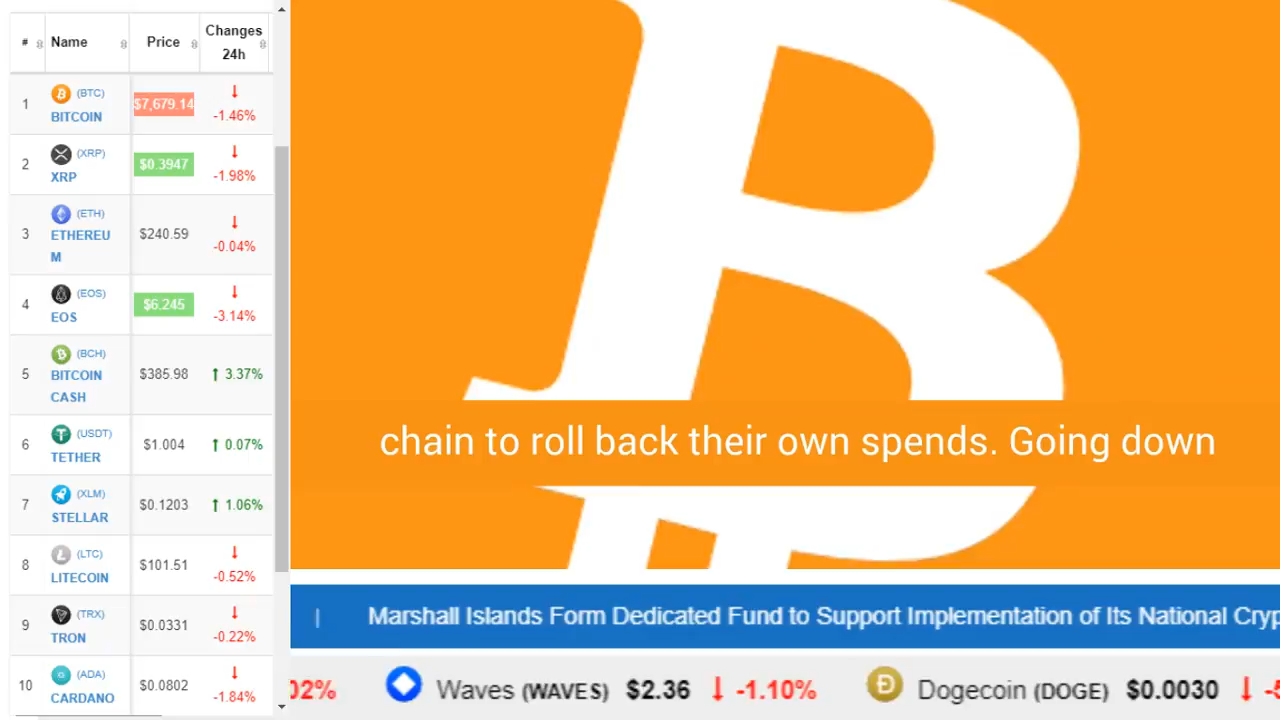 # Name Price Changes
24h
1 (BTC) $7,679.14
BITCOIN -1.46%
2 (XRP) $0.3947
XRP -1.98%
3 (ETH) $240.59
ETHEREU
M -0.04%
4 (EOS) $6.245
EOS -3.14%
5 (BCH) $385.98 3.37%
BITCOIN
CASH
6 (USDT) $1.004 0.07%
TETHER
7 (XLM) $0.1203 1.06%
STELLAR
8 (LTC) $101.51
LITECOIN -0.52%
9 (TRX) $0.0331
TRON -0.22%
10 (ADA) $0.0802
CARDANO -1.84%
chain to roll back their own spends. Going down
| Marshall Islands Form Dedicated Fund to Support Implementation of Its National Cryp
02% Waves (WAVES) $2.36 -1.10% Dogecoin (DOGE) $0.0030